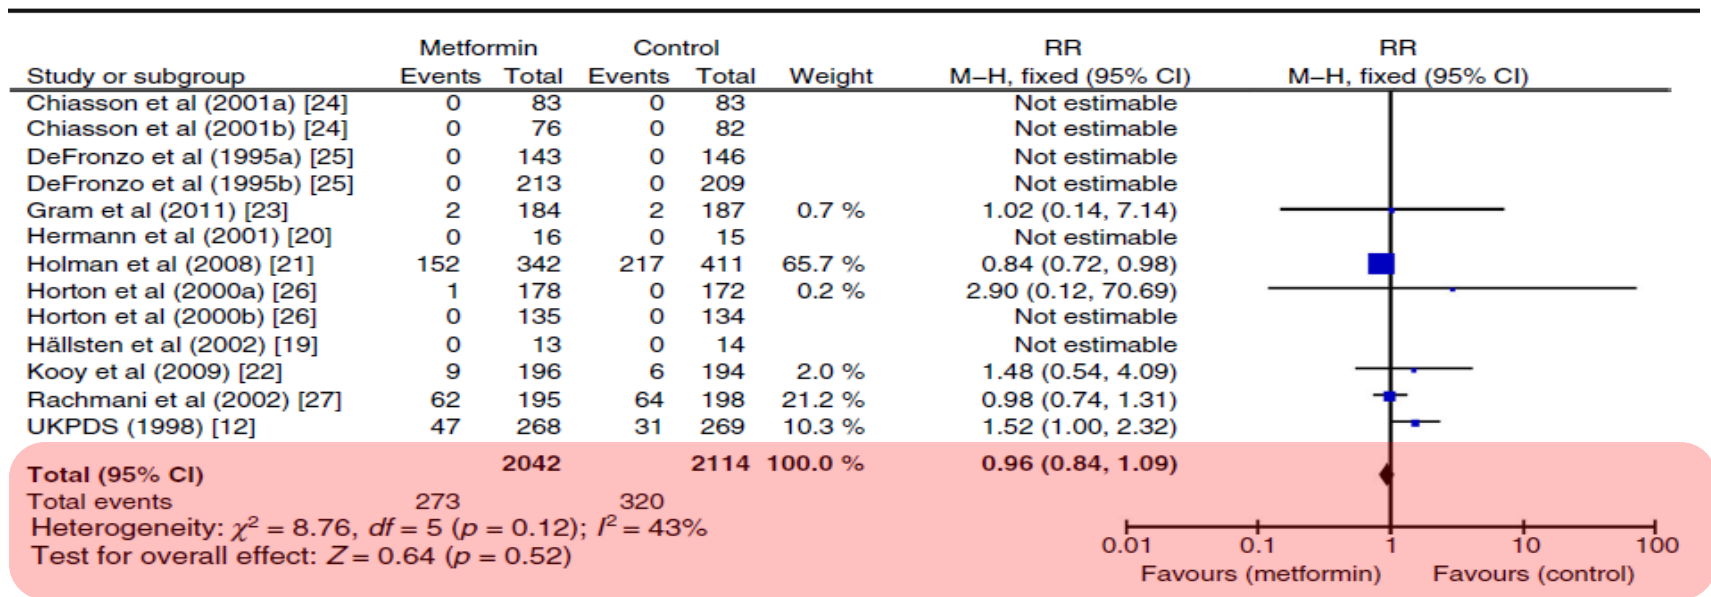 Metformin Control RR RR
Study or subgroup Events Total Events Total Weight M–H, fixed (95% CI) M–H, fixed (95% CI)
Chiasson et al (2001a) [24] 0 83 0 83 Not estimable
Chiasson et al (2001b) [24] 0 76 0 82 Not estimable
DeFronzo et al (1995a) [25] 0 143 0 146 Not estimable
DeFronzo et al (1995b) [25] 0 213 0 209 Not estimable
Gram et al (2011) [23] 2 184 2 187 0.7 % 1.02 (0.14, 7.14)
Hermann et al (2001) [20] 0 16 0 15 Not estimable
Holman et al (2008) [21] 152 342 217 411 65.7 % 0.84 (0.72, 0.98)
Horton et al (2000a) [26] 1 178 0 172 0.2 % 2.90 (0.12, 70.69)
Horton et al (2000b) [26] 0 135 0 134 Not estimable
Hällsten et al (2002) [19] 0 13 0 14 Not estimable
Kooy et al (2009) [22] 9 196 6 194 2.0 % 1.48 (0.54, 4.09)
Rachmani et al (2002) [27] 62 195 64 198 21.2 % 0.98 (0.74, 1.31)
UKPDS (1998) [12] 47 268 31 269 10.3 % 1.52 (1.00, 2.32)
Total (95% CI) 2042 2114 100.0 % 0.96 (0.84, 1.09)
Total events 273 320
Heterogeneity: χ² = 8.76, df = 5 (p = 0.12); I² = 43%
Test for overall effect: Z = 0.64 (p = 0.52)
0.01 0.1 1 10 100
Favours (metformin) Favours (control)